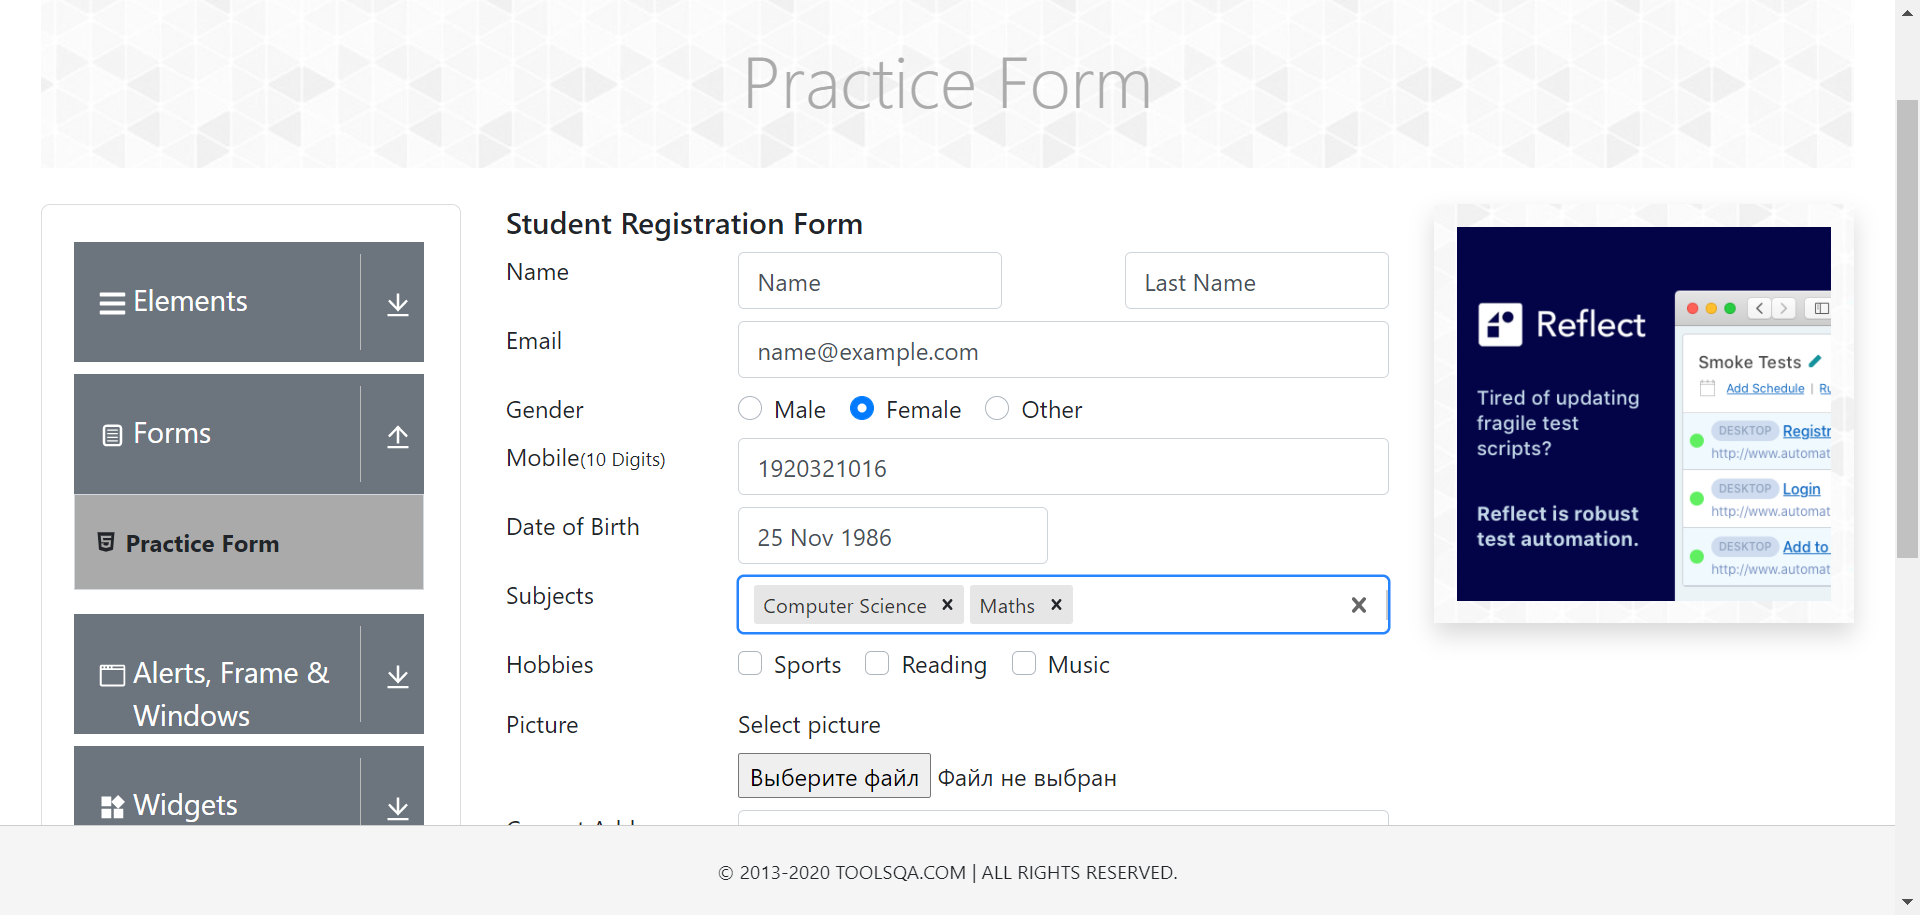 Practice Form
Elements
Forms
Practice Form
Alerts, Frame &
Windows
Widgets
Student Registration Form
Name
Name
Last Name
Email
name@example.com
Gender
Male
Female
Other
Mobile(10 Digits)
1920321016
Date of Birth
25 Nov 1986
Subjects
Computer Science
Maths
Hobbies
Sports
Reading
Music
Picture
Select picture
Выберите файл
Файл не выбран
Reflect
Tired of updating
fragile test
scripts?
Reflect is robust
test automation.
Smoke Tests
Add Schedule | Ru
DESKTOP Registr
http://www.automat
DESKTOP Login
http://www.automat
DESKTOP Add to
http://www.automat
© 2013-2020 TOOLSQA.COM | ALL RIGHTS RESERVED.